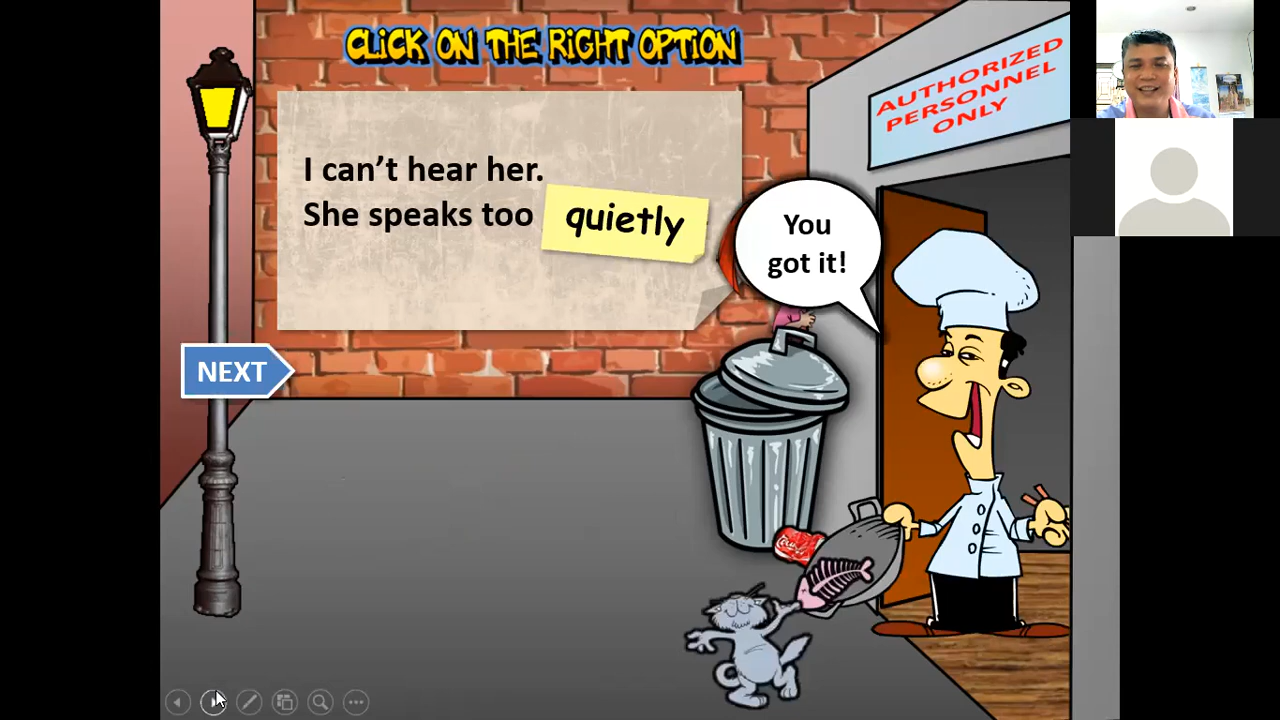 CLICK ON THE RIGHT OPTION
AUTHORIZED
PERSONNEL
ONLY
I can't hear her.
She speaks too quietly
You
got it!
NEXT